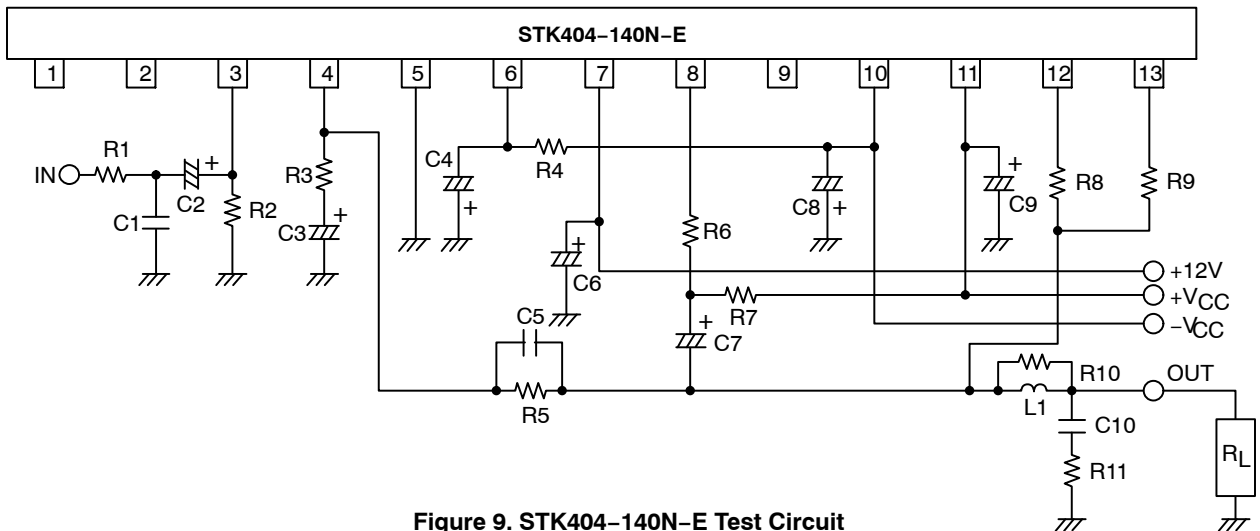 STK404−140N−E
1 2 3 4 5 6 7 8 9 10 11 12 13
R1
IN
C2
+
C1
R2
R3
C3
+
C4
+
R4
C6
+
R6
C8
+
C9
+
R8
R9
+12V
+VCC
−VCC
R7
C7
+
C5
R5
R10
L1
OUT
C10
R11
RL
Figure 9. STK404−140N−E Test Circuit